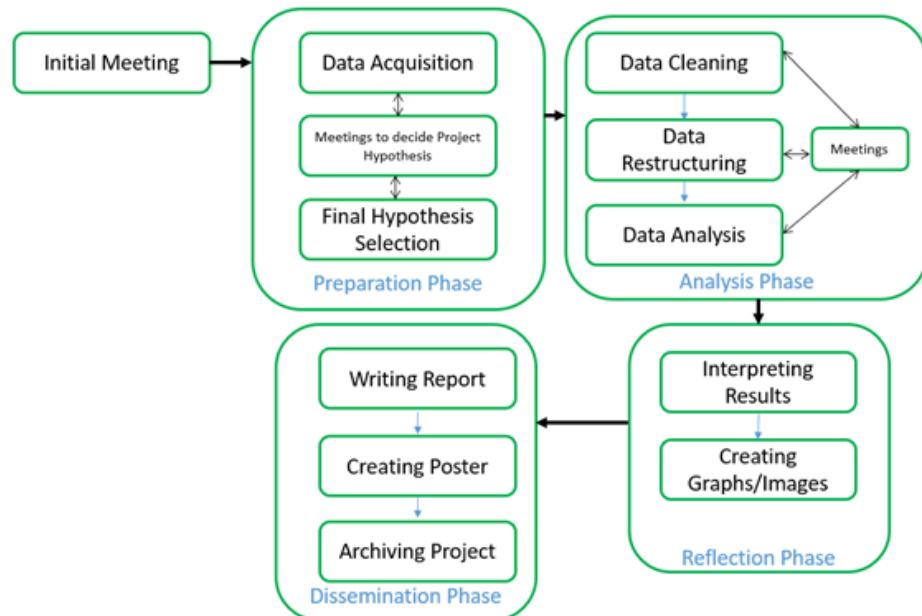 Initial Meeting
Data Acquisition
Meetings to decide Project
Hypothesis
Final Hypothesis
Selection
Preparation Phase
Data Cleaning
Data
Restructuring
Meetings
Data Analysis
Analysis Phase
Interpreting
Results
Creating
Graphs/Images
Reflection Phase
Writing Report
Creating Poster
Archiving Project
Dissemination Phase